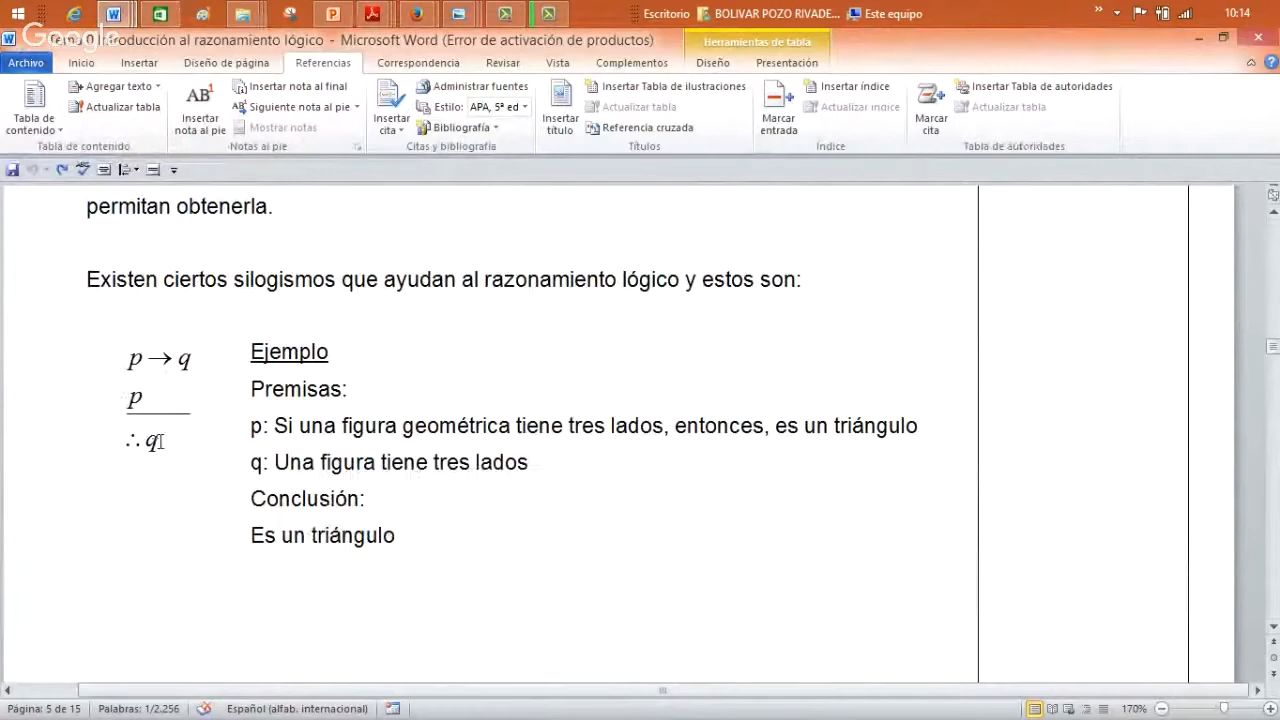 Escritorio BOLIVAR POZO RIVADE... Este equipo » 10:14
Google
Introducción al razonamiento lógico - Microsoft Word (Error de activación de productos) Herramientas de tabla
Archivo Inicio Insertar Diseño de página Referencias Correspondencia Revisar Vista Complementos Diseño Presentación
Tabla de contenido
Agregar texto
Actualizar tabla
Tabla de contenido
AB1
Insertar nota al pie
Insertar nota al final
Siguiente nota al pie
Mostrar notas
Notas al pie
Insertar cita
Administrar fuentes
Estilo: APA, 5ª ed
Bibliografía
Citas y bibliografía
Insertar título
Insertar Tabla de ilustraciones
Actualizar tabla
Referencia cruzada
Títulos
Marcar entrada
Insertar índice
Actualizar índice
Índice
Marcar cita
Insertar Tabla de autoridades
Actualizar tabla
Tabla de autoridades
permitan obtenerla.
Existen ciertos silogismos que ayudan al razonamiento lógico y estos son:
p → q
p
∴ q
Ejemplo
Premisas:
p: Si una figura geométrica tiene tres lados, entonces, es un triángulo
q: Una figura tiene tres lados
Conclusión:
Es un triángulo
Página: 5 de 15 Palabras: 1/2.256 Español (alfab. internacional) 170%